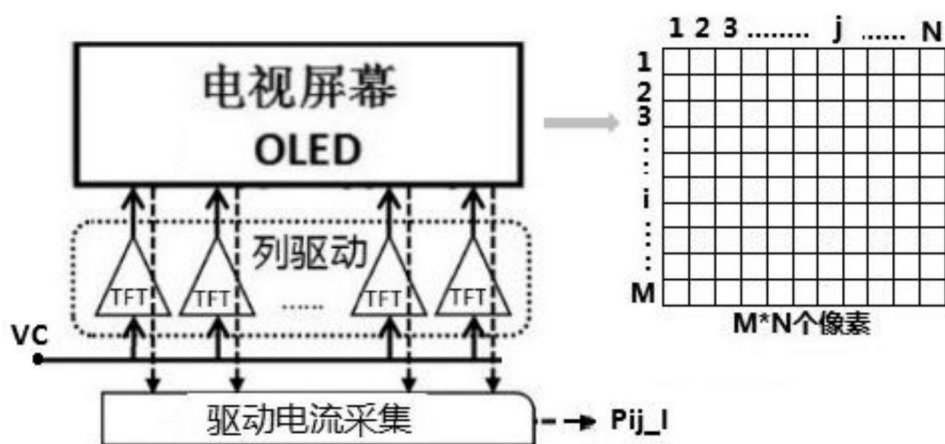 电视屏幕
OLED
列驱动
TFT TFT ...... TFT TFT
VC
驱动电流采集
Pij_I
1 2 3 ........ j ...... N
1
2
3
⋮
i
⋮
M
M*N个像素